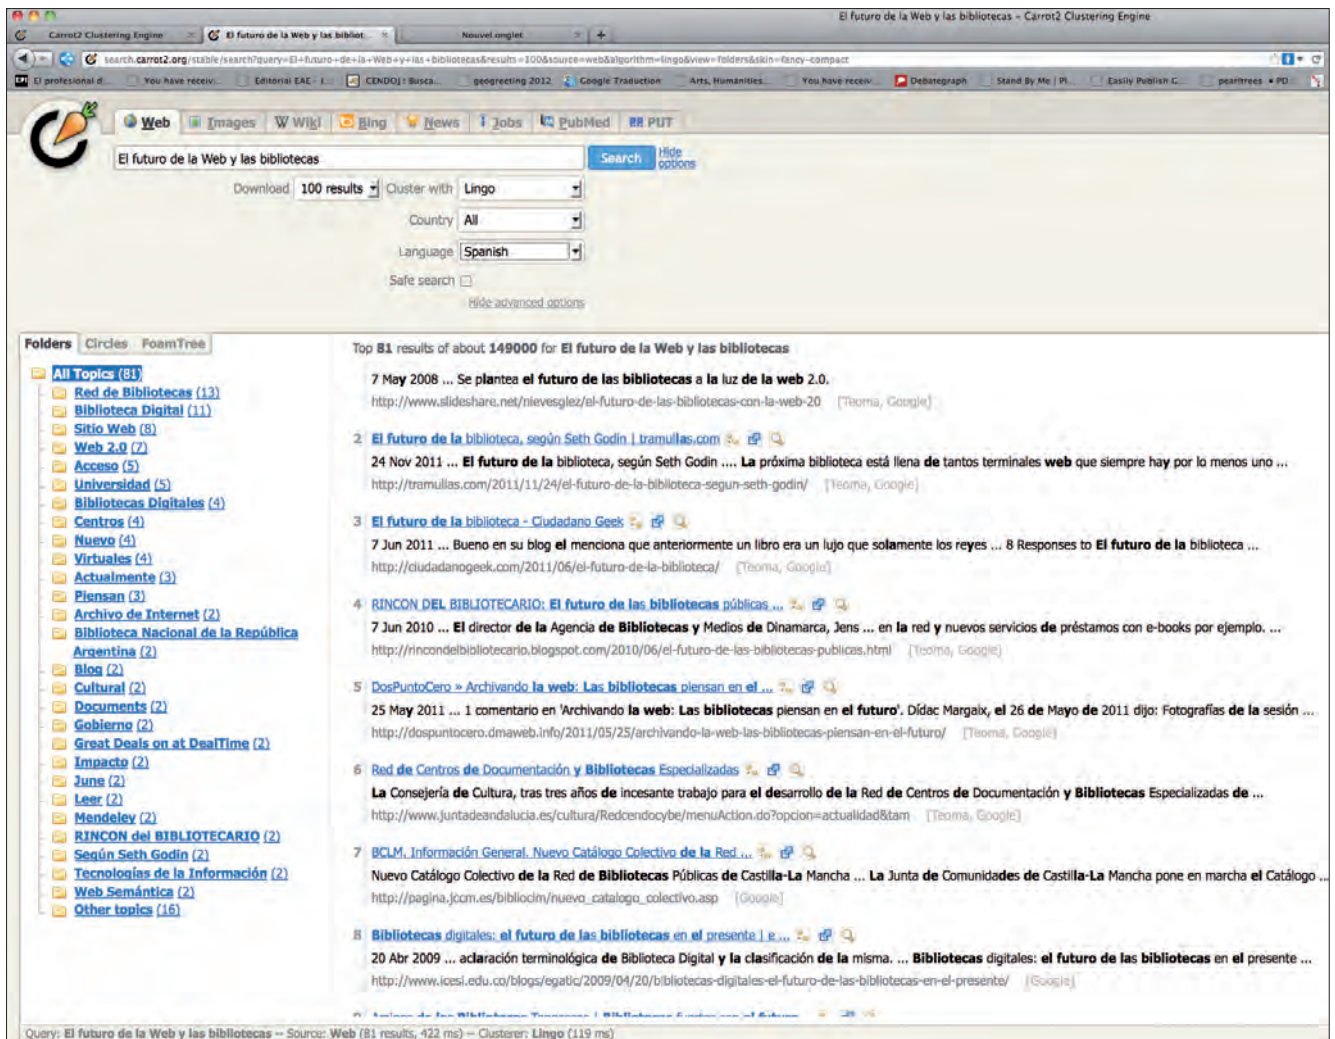 El futuro de la Web y las bibliotecas – Carrot2 Clustering Engine
Carrot2 Clustering Engine
El futuro de la Web y las bibliot...
Nouvel onglet
search.carrot2.org/stable/search?query=El+futuro+de+la+Web+y+las+bibliotecas&results=100&source=web&algorithm=lingo&view=folders&skin=fancy-compact
El profesional d... You have receiv... Editorial EAE - CENDOJ : Busca... geogreeting 2012 Google Traduction Arts, Humanities... You have receiv... Debategraph Stand By Me | Pl... Easily Publish C... pearltrees • PD
Web Images Wiki Bing News Jobs PubMed PUT
El futuro de la Web y las bibliotecas Search Hide options
Download 100 results Cluster with Lingo
Country All
Language Spanish
Safe search
Hide advanced options
Folders Circles FoamTree
All Topics (81)
Red de Bibliotecas (13)
Biblioteca Digital (11)
Sitio Web (8)
Web 2.0 (7)
Acceso (5)
Universidad (5)
Bibliotecas Digitales (4)
Centros (4)
Nuevo (4)
Virtuales (4)
Actualmente (3)
Piensan (3)
Archivo de Internet (2)
Biblioteca Nacional de la República
Argentina (2)
Blog (2)
Cultural (2)
Documents (2)
Gobierno (2)
Great Deals on at DealTime (2)
Impacto (2)
June (2)
Leer (2)
Mendeley (2)
RINCON del BIBLIOTECARIO (2)
Según Seth Godin (2)
Tecnologías de la Información (2)
Web Semántica (2)
Other topics (16)
Top 81 results of about 149000 for El futuro de la Web y las bibliotecas
7 May 2008 ... Se plantea el futuro de las bibliotecas a la luz de la web 2.0.
http://www.slideshare.net/nievesglez/el-futuro-de-las-bibliotecas-con-la-web-20 [Teoma, Google]
2 El futuro de la biblioteca, según Seth Godin | tramullas.com
24 Nov 2011 ... El futuro de la biblioteca, según Seth Godin .... La próxima biblioteca está llena de tantos terminales web que siempre hay por lo menos uno ...
http://tramullas.com/2011/11/24/el-futuro-de-la-biblioteca-segun-seth-godin/ [Teoma, Google]
3 El futuro de la biblioteca - Ciudadano Geek
7 Jun 2011 ... Bueno en su blog el menciona que anteriormente un libro era un lujo que solamente los reyes ... 8 Responses to El futuro de la biblioteca ...
http://ciudadanogeek.com/2011/06/el-futuro-de-la-biblioteca/ [Teoma, Google]
4 RINCON DEL BIBLIOTECARIO: El futuro de las bibliotecas públicas ...
7 Jun 2010 ... El director de la Agencia de Bibliotecas y Medios de Dinamarca, Jens ... en la red y nuevos servicios de préstamos con e-books por ejemplo. ...
http://rincondelbibliotecario.blogspot.com/2010/06/el-futuro-de-las-bibliotecas-publicas.html [Teoma, Google]
5 DosPuntoCero » Archivando la web: Las bibliotecas piensan en el ...
25 May 2011 ... 1 comentario en 'Archivando la web: Las bibliotecas piensan en el futuro'. Dídac Margaix, el 26 de Mayo de 2011 dijo: Fotografías de la sesión ...
http://dospuntocero.dmaweb.info/2011/05/25/archivando-la-web-las-bibliotecas-piensan-en-el-futuro/ [Teoma, Google]
6 Red de Centros de Documentación y Bibliotecas Especializadas
La Consejería de Cultura, tras tres años de incesante trabajo para el desarrollo de la Red de Centros de Documentación y Bibliotecas Especializadas de ...
http://www.juntadeandalucia.es/cultura/Redcendocybe/menuAction.do?opcion=actualidad&tam [Teoma, Google]
7 BCLM. Información General. Nuevo Catálogo Colectivo de la Red ...
Nuevo Catálogo Colectivo de la Red de Bibliotecas Públicas de Castilla-La Mancha ... La Junta de Comunidades de Castilla-La Mancha pone en marcha el Catálogo ...
http://pagina.jccm.es/biblioclm/nuevo_catalogo_colectivo.asp [Google]
8 Bibliotecas digitales: el futuro de las bibliotecas en el presente | e ...
20 Abr 2009 ... aclaración terminológica de Biblioteca Digital y la clasificación de la misma. ... Bibliotecas digitales: el futuro de las bibliotecas en el presente ...
http://www.icesi.edu.co/blogs/egatic/2009/04/20/bibliotecas-digitales-el-futuro-de-las-bibliotecas-en-el-presente/ [Google]
Query: El futuro de la Web y las bibliotecas -- Source: Web (81 results, 422 ms) -- Clusterer: Lingo (119 ms)